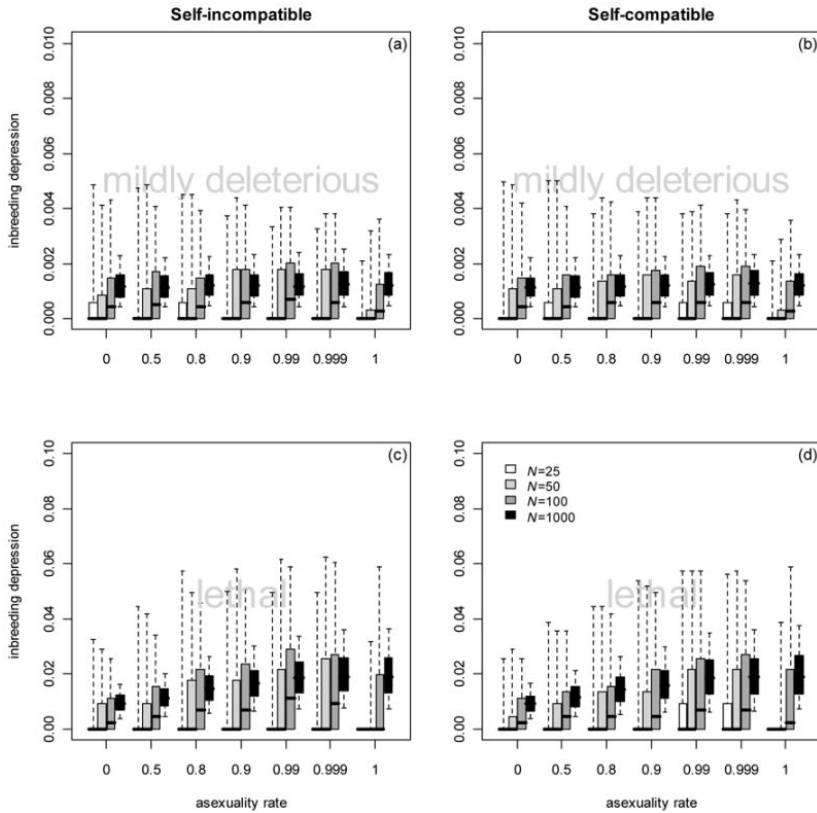 Self-incompatible
Self-compatible
(a)
(b)
inbreeding depression
0.010
0.008
0.006
0.004
0.002
0.000
mildly deleterious
0 0.5 0.8 0.9 0.99 0.999 1
0.010
0.008
0.006
0.004
0.002
0.000
mildly deleterious
0 0.5 0.8 0.9 0.99 0.999 1
(c)
(d)
inbreeding depression
0.10
0.08
0.06
0.04
0.02
0.00
lethal
0 0.5 0.8 0.9 0.99 0.999 1
asexuality rate
0.10
0.08
0.06
0.04
0.02
0.00
N=25
N=50
N=100
N=1000
lethal
0 0.5 0.8 0.9 0.99 0.999 1
asexuality rate